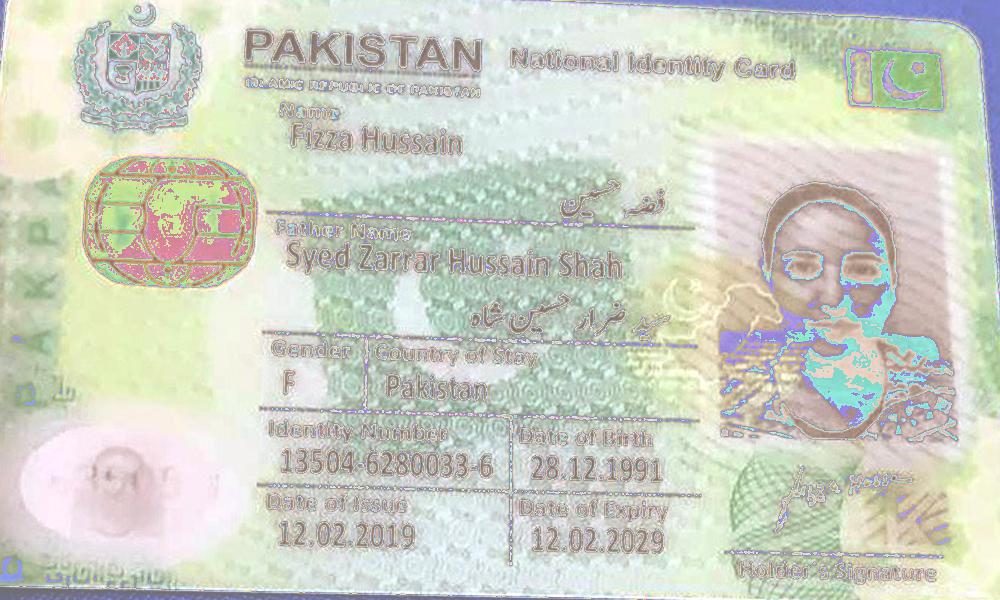 PAKISTAN National Identity Card
ISLAMIC REPUBLIC OF PAKISTAN
Name
Fizza Hussain
فضہ حسین
Father Name
Syed Zarrar Hussain Shah
سید ضرار حسین شاہ
Gender Country of Stay
F Pakistan
Identity Number Date of Birth
13504-6280033-6 28.12.1991
Date of Issue Date of Expiry
12.02.2019 12.02.2029
Holder's Signature